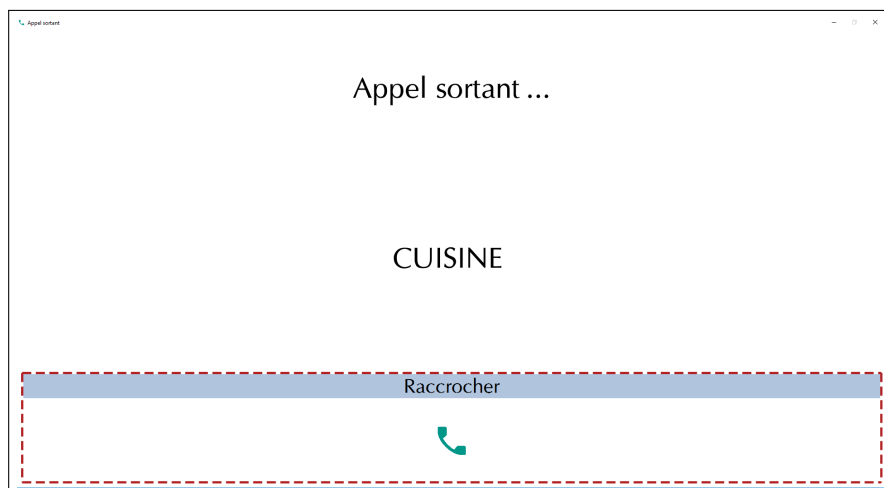 Appel sortant
Appel sortant ...
CUISINE
Raccrocher